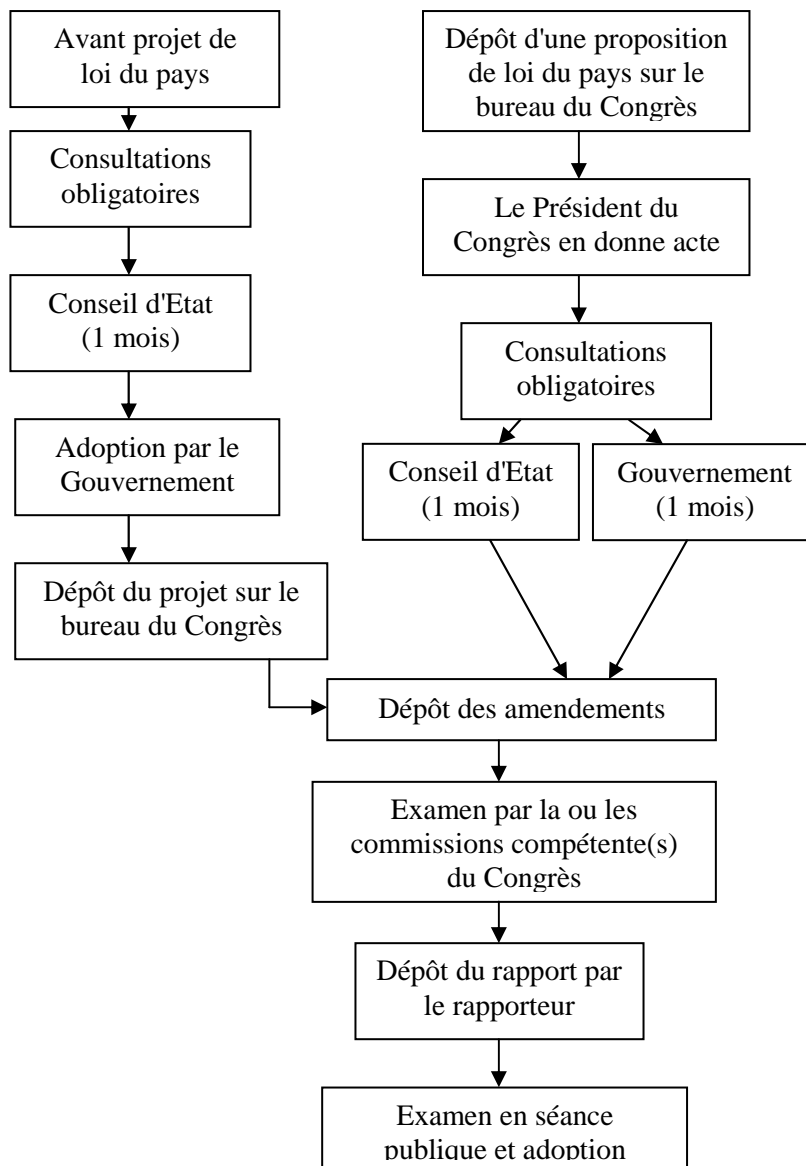 Avant projet de
loi du pays
Consultations
obligatoires
Conseil d'Etat
(1 mois)
Adoption par le
Gouvernement
Dépôt du projet sur le
bureau du Congrès
Dépôt d'une proposition
de loi du pays sur le
bureau du Congrès
Le Président du
Congrès en donne acte
Consultations
obligatoires
Conseil d'Etat
(1 mois)
Gouvernement
(1 mois)
Dépôt des amendements
Examen par la ou les
commissions compétente(s)
du Congrès
Dépôt du rapport par
le rapporteur
Examen en séance
publique et adoption